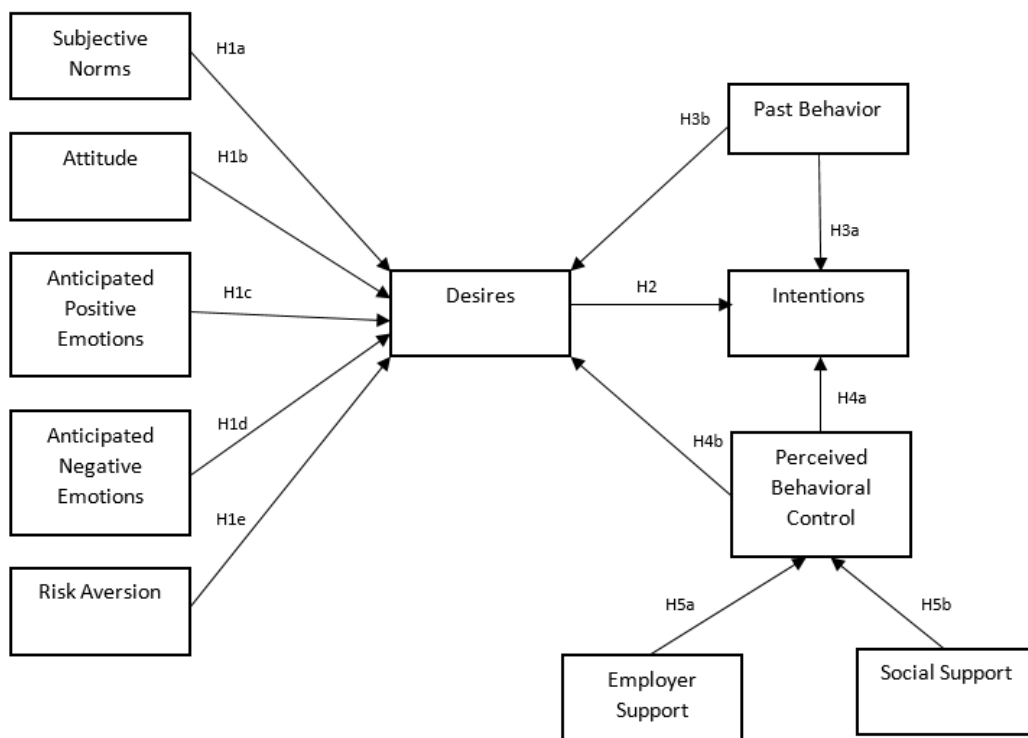 Subjective
Norms
H1a
Attitude
H1b
Anticipated
Positive
Emotions
H1c
Anticipated
Negative
Emotions
H1d
Risk Aversion
H1e
Desires
H2
Past Behavior
H3b
H3a
Intentions
H4a
H4b
Perceived
Behavioral
Control
H5a
H5b
Employer
Support
Social Support